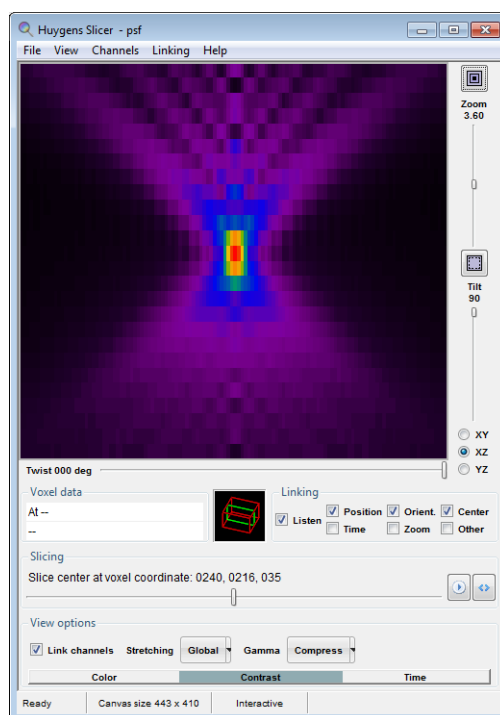 Huygens Slicer - psf
File View Channels Linking Help
Zoom
3.60
Tilt
90
XY
XZ
YZ
Twist 000 deg
Voxel data
At --
--
Linking
Listen
Position Orient. Center
Time Zoom Other
Slicing
Slice center at voxel coordinate: 0240, 0216, 035
View options
Link channels Stretching Global Gamma Compress
Color Contrast Time
Ready Canvas size 443 x 410 Interactive